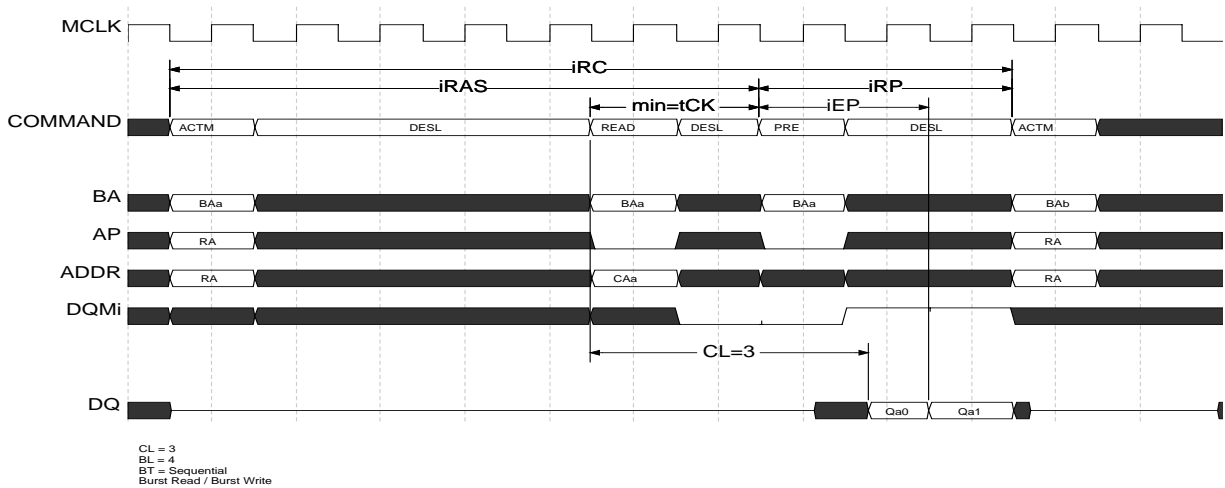 MCLK
iRC
iRAS iRP
min=tCK iEP
COMMAND ACTM DESL READ DESL PRE DESL ACTM
BA BAa BAa BAa BAb
AP RA RA
ADDR RA CAa RA
DQMi
CL=3
DQ Qa0 Qa1
CL = 3
BL = 4
BT = Sequential
Burst Read / Burst Write